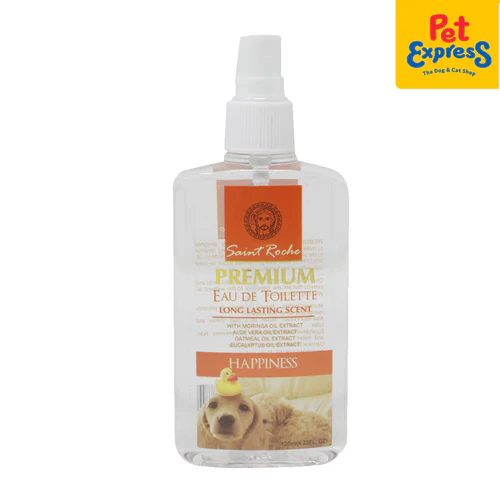 Pet
Express
The Dog & Cat Shop
Saint Roche
PREMIUM
EAU DE TOILETTE
LONG LASTING SCENT
WITH MORINGA OIL EXTRACT
ALOE VERA OIL EXTRACT
OATMEAL OIL EXTRACT
EUCALYPTUS OIL EXTRACT
HAPPINESS